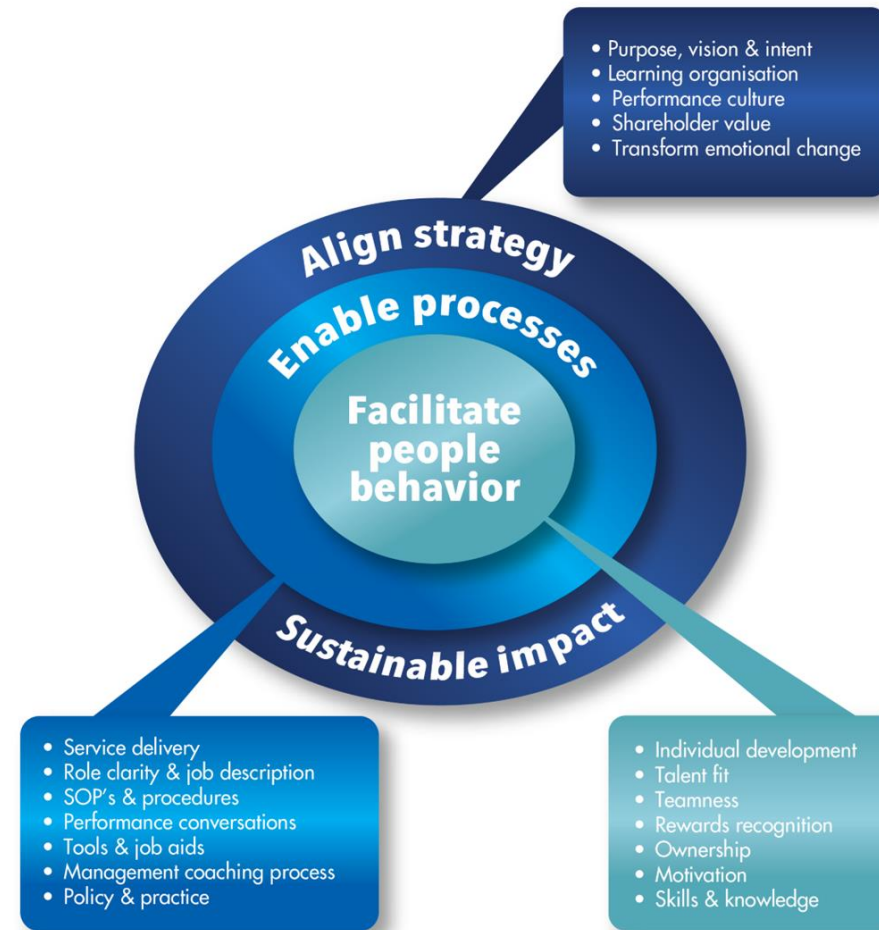 • Purpose, vision & intent
• Learning organisation
• Performance culture
• Shareholder value
• Transform emotional change
Align strategy
Enable processes
Facilitate
people
behavior
Sustainable impact
• Service delivery
• Role clarity & job description
• SOP's & procedures
• Performance conversations
• Tools & job aids
• Management coaching process
• Policy & practice
• Individual development
• Talent fit
• Teamness
• Rewards recognition
• Ownership
• Motivation
• Skills & knowledge